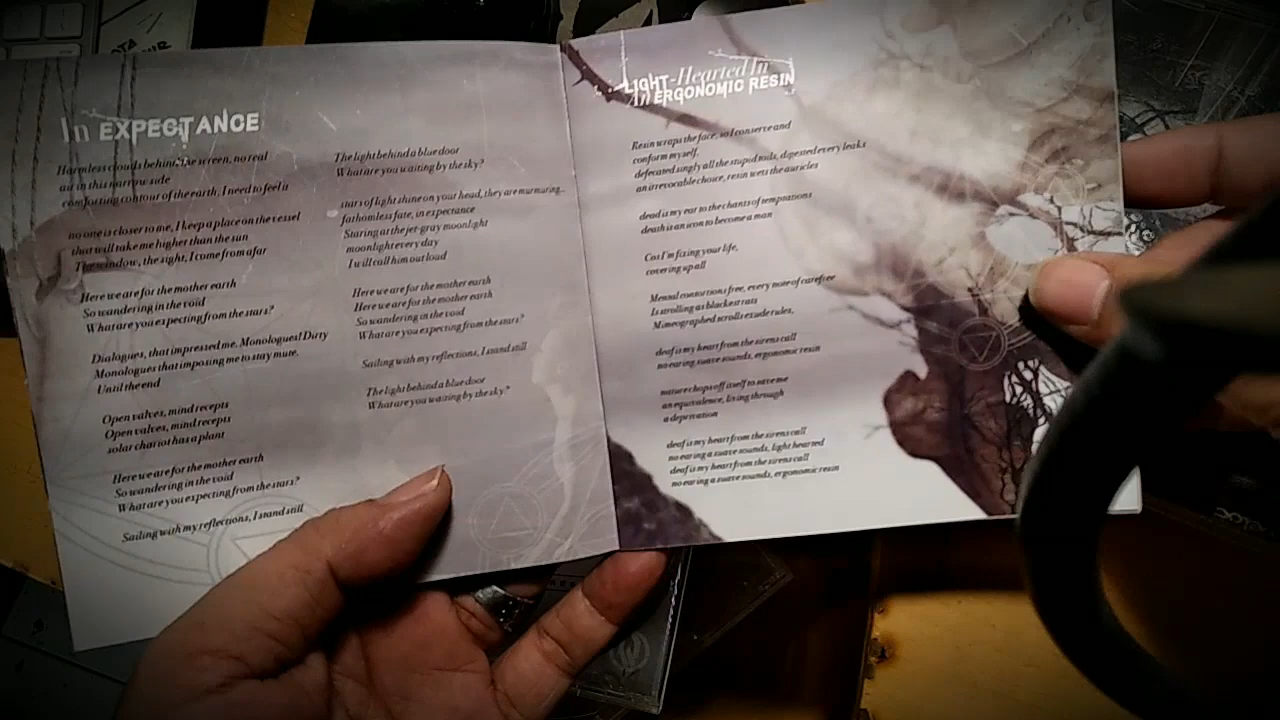 In EXPECTANCE
Harmless clouds behind the screen, no real
air in this narrow side
comforting contour of the earth, I need to feel it
no one is closer to me, I keep a place on the vessel
that will take me higher than the sun
The window, the sight, I come from afar
Here we are for the mother earth
So wandering in the void
What are you expecting from the stars?
Dialogues, that impressed me. Monologues! Dirty
Monologues that imposing me to stay mute.
Until the end
Open valves, mind recepts
Open valves, mind recepts
solar chariot has a plant
Here we are for the mother earth
So wandering in the void
What are you expecting from the stars?
Sailing with my reflections, I stand still
The light behind a blue door
What are you waiting by the sky?
stars of light shine on your head, they are murmuring...
fathomless fate, in expectance
Staring at the jet-gray moonlight
moonlight every day
I will call him out loud
Here we are for the mother earth
Here we are for the mother earth
So wandering in the void
What are you expecting from the stars?
Sailing with my reflections, I stand still
The light behind a blue door
What are you waiting by the sky?"
LIGHT-Hearted In
An ERGONOMIC RESIN
Resin wraps the face, so I conserve and
conform myself.
defecated singly all the stupid nuls, digested every leaks
an irrevocable choice, resin wets the auricles
dead is my ear to the chants of temptations
death is an icon to become a man
Cos I'm fixing your life,
covering up all
Mental contortions free, every note of carefree
Is strolling as blackest rats
Mimeographed scrolls exude rules,
deaf is my heart from the sirens call
no earing a suave sounds, ergonomic resin
nature chops off itself to save me
an equivalence, living through
a deprivation
deaf is my heart from the sirens call
no earing a suave sounds, light hearted
deaf is my heart from the sirens call
no earing a suave sounds, ergonomic resin